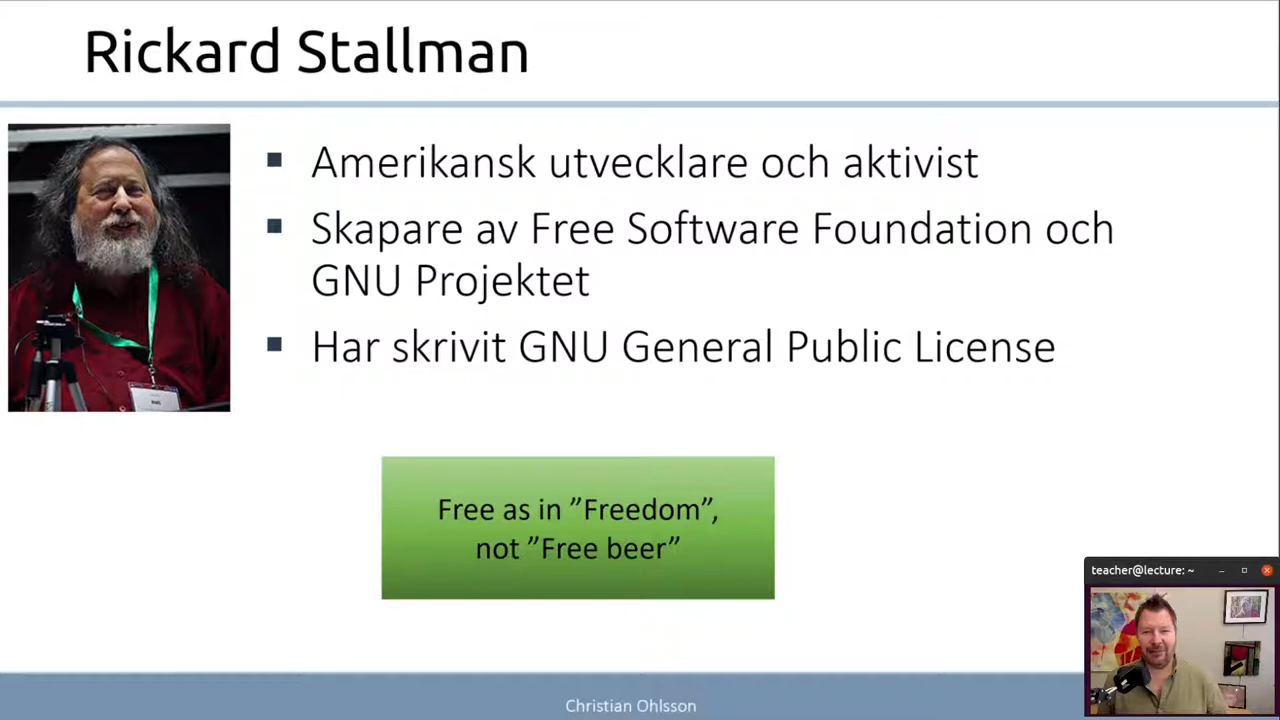 Rickard Stallman
▪ Amerikansk utvecklare och aktivist
▪ Skapare av Free Software Foundation och
GNU Projektet
▪ Har skrivit GNU General Public License
Free as in ”Freedom”,
not ”Free beer”
teacher@lecture: ~
Christian Ohlsson